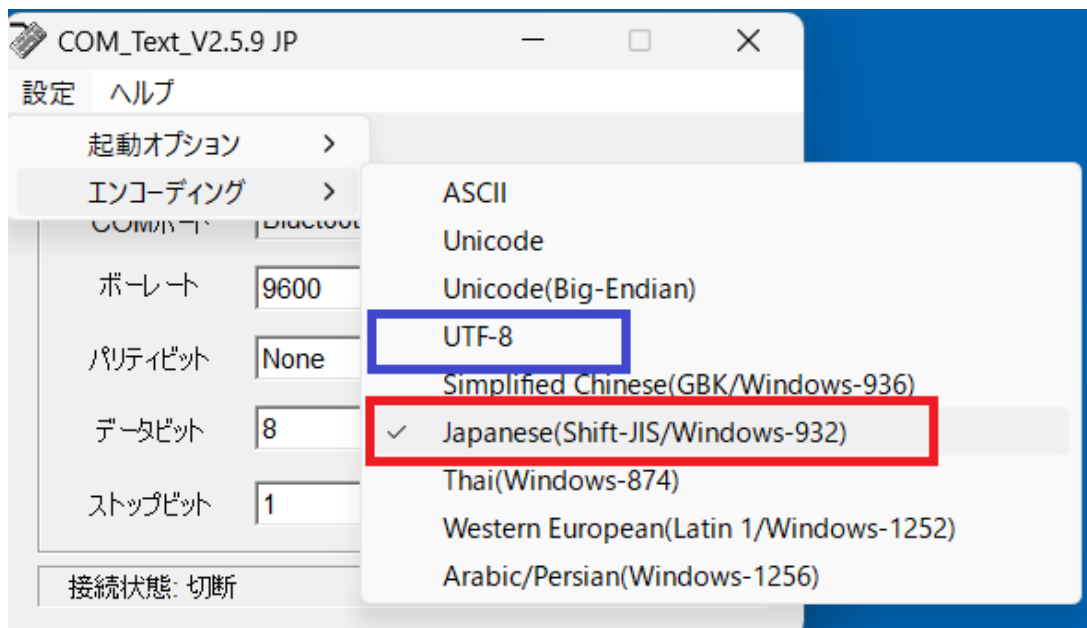 COM_Text_V2.5.9 JP
設定 ヘルプ
起動オプション
エンコーディング
ASCII
Unicode
Unicode(Big-Endian)
UTF-8
Simplified Chinese(GBK/Windows-936)
Japanese(Shift-JIS/Windows-932)
Thai(Windows-874)
Western European(Latin 1/Windows-1252)
Arabic/Persian(Windows-1256)
ボーレート 9600
パリティビット None
データビット 8
ストップビット 1
接続状態: 切断